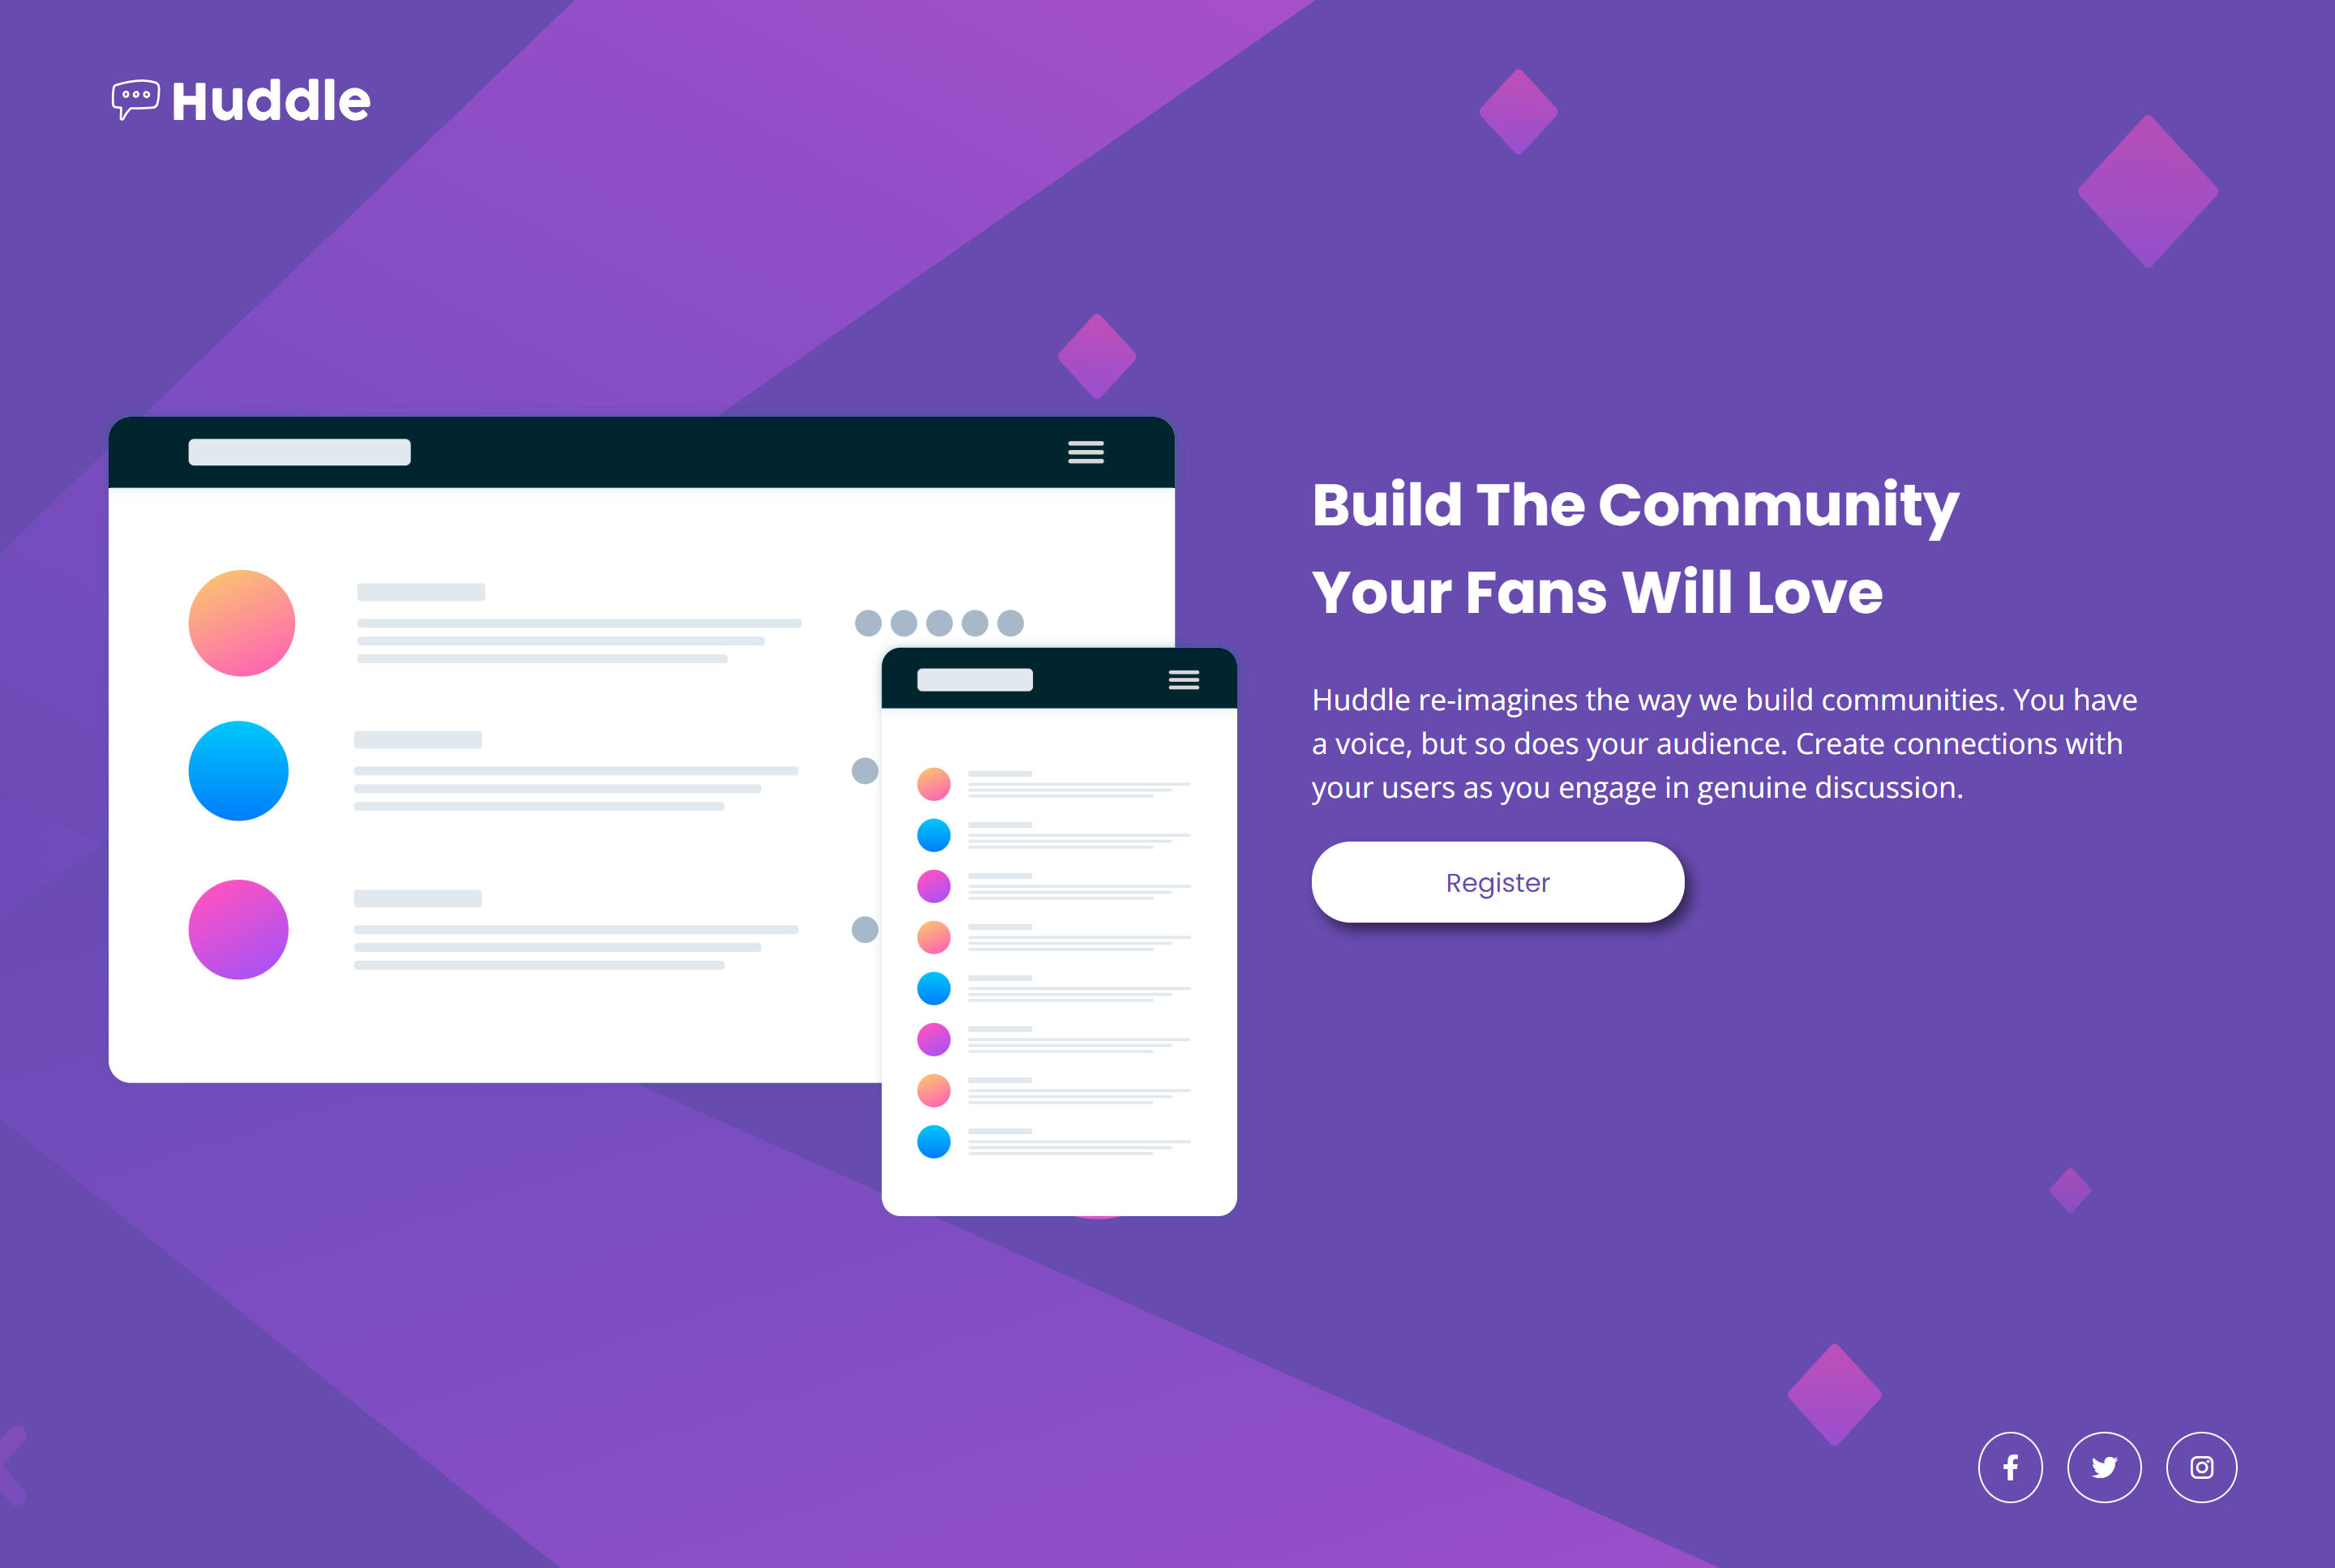 Huddle
Build The Community
Your Fans Will Love
Huddle re-imagines the way we build communities. You have
a voice, but so does your audience. Create connections with
your users as you engage in genuine discussion.
Register